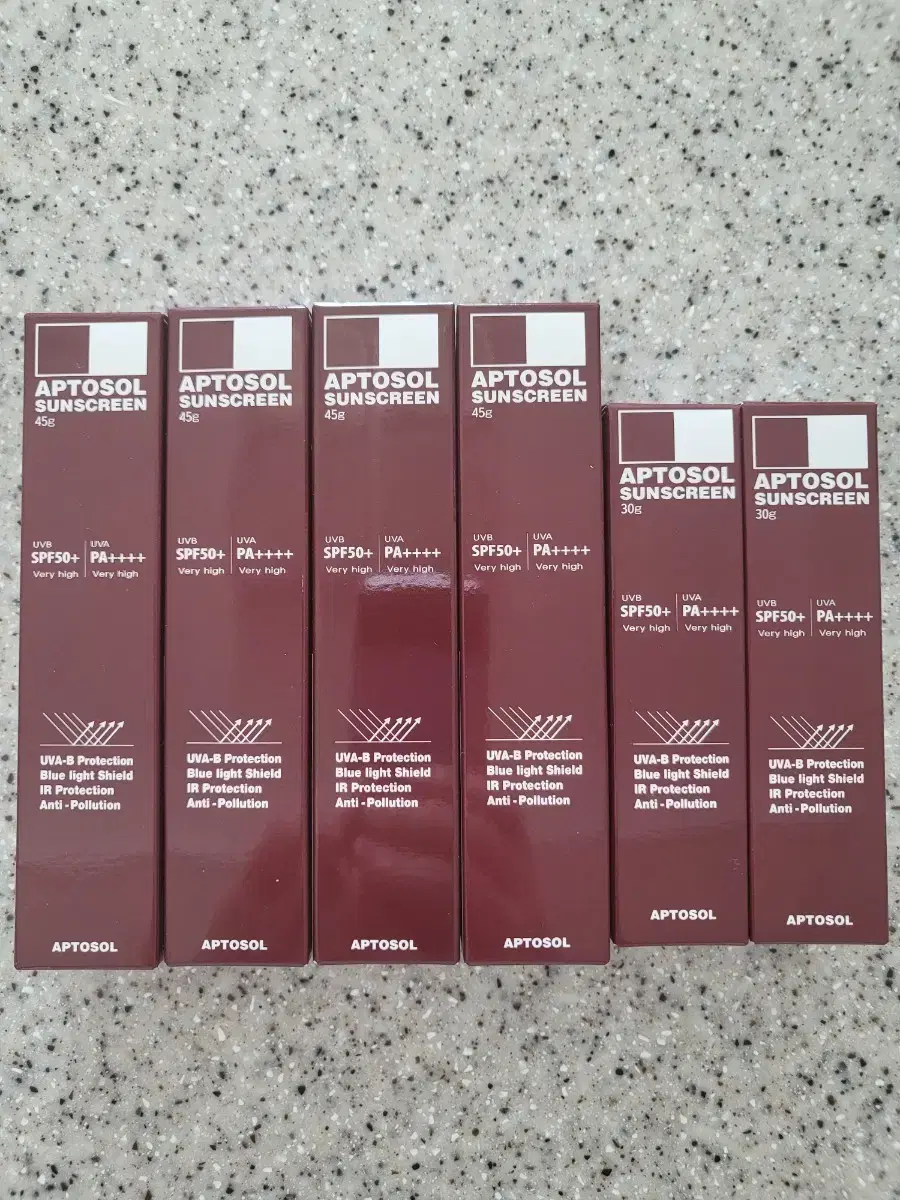 APTOSOL
SUNSCREEN
45g
UVB
SPF50+
Very high
UVA
PA++++
Very high
UVA-B Protection
Blue light Shield
IR Protection
Anti-Pollution
APTOSOL
APTOSOL
SUNSCREEN
45g
UVB
SPF50+
Very high
UVA
PA++++
Very high
UVA-B Protection
Blue light Shield
IR Protection
Anti-Pollution
APTOSOL
APTOSOL
SUNSCREEN
45g
UVB
SPF50+
Very high
UVA
PA++++
Very high
UVA-B Protection
Blue light Shield
IR Protection
Anti-Pollution
APTOSOL
APTOSOL
SUNSCREEN
45g
UVB
SPF50+
Very high
UVA
PA++++
Very high
UVA-B Protection
Blue light Shield
IR Protection
Anti-Pollution
APTOSOL
APTOSOL
SUNSCREEN
30g
UVB
SPF50+
Very high
UVA
PA++++
Very high
UVA-B Protection
Blue light Shield
IR Protection
Anti-Pollution
APTOSOL
APTOSOL
SUNSCREEN
30g
UVB
SPF50+
Very high
UVA
PA++++
Very high
UVA-B Protection
Blue light Shield
IR Protection
Anti-Pollution
APTOSOL